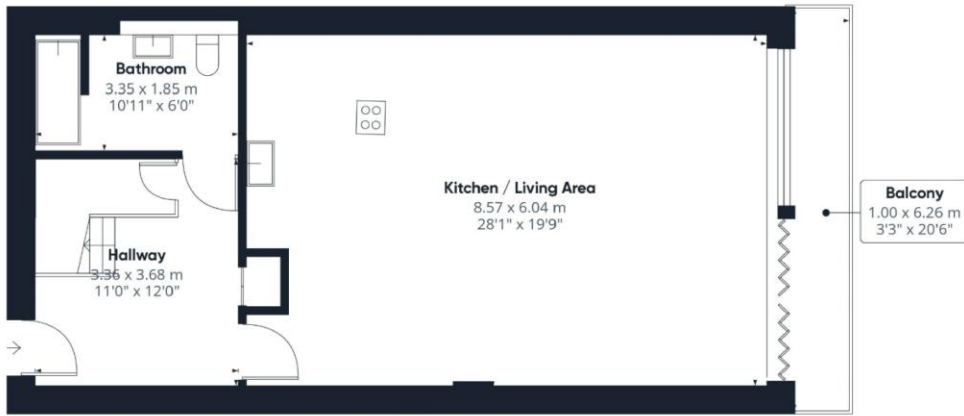 Bathroom
3.35 x 1.85 m
10'11" x 6'0"
Kitchen / Living Area
8.57 x 6.04 m
28'1" x 19'9"
Balcony
1.00 x 6.26 m
3'3" x 20'6"
Hallway
3.36 x 3.68 m
11'0" x 12'0"